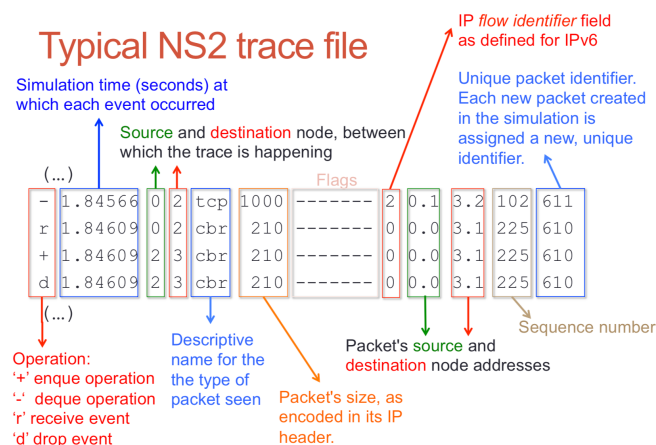 Typical NS2 trace file
IP flow identifier field
as defined for IPv6
Simulation time (seconds) at
which each event occurred
Unique packet identifier.
Each new packet created
in the simulation is
assigned a new, unique
identifier.
Source and destination node, between
which the trace is happening
Flags
(...)
- 1.84566 0 2 tcp 1000 ------- 2 0.1 3.2 102 611
r 1.84609 0 2 cbr 210 ------- 0 0.0 3.1 225 610
+ 1.84609 2 3 cbr 210 ------- 0 0.0 3.1 225 610
d 1.84609 2 3 cbr 210 ------- 0 0.0 3.1 225 610
(...)
Operation:
‘+’ enque operation
‘-‘ deque operation
‘r’ receive event
‘d’ drop event
Descriptive
name for the
the type of
packet seen
Packet's size, as
encoded in its IP
header.
Packet's source and
destination node addresses
Sequence number